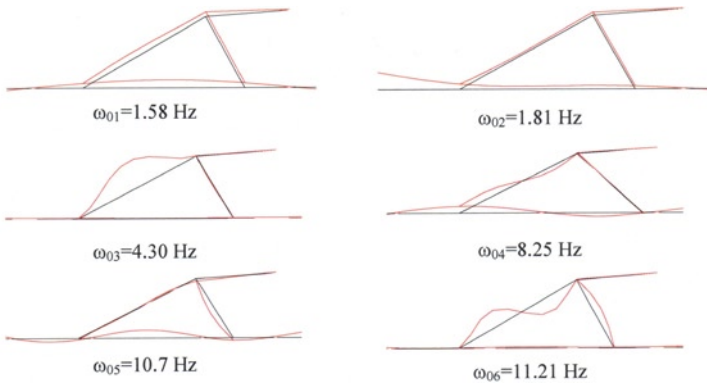 ω₀₁=1.58 Hz
ω₀₂=1.81 Hz
ω₀₃=4.30 Hz
ω₀₄=8.25 Hz
ω₀₅=10.7 Hz
ω₀₆=11.21 Hz